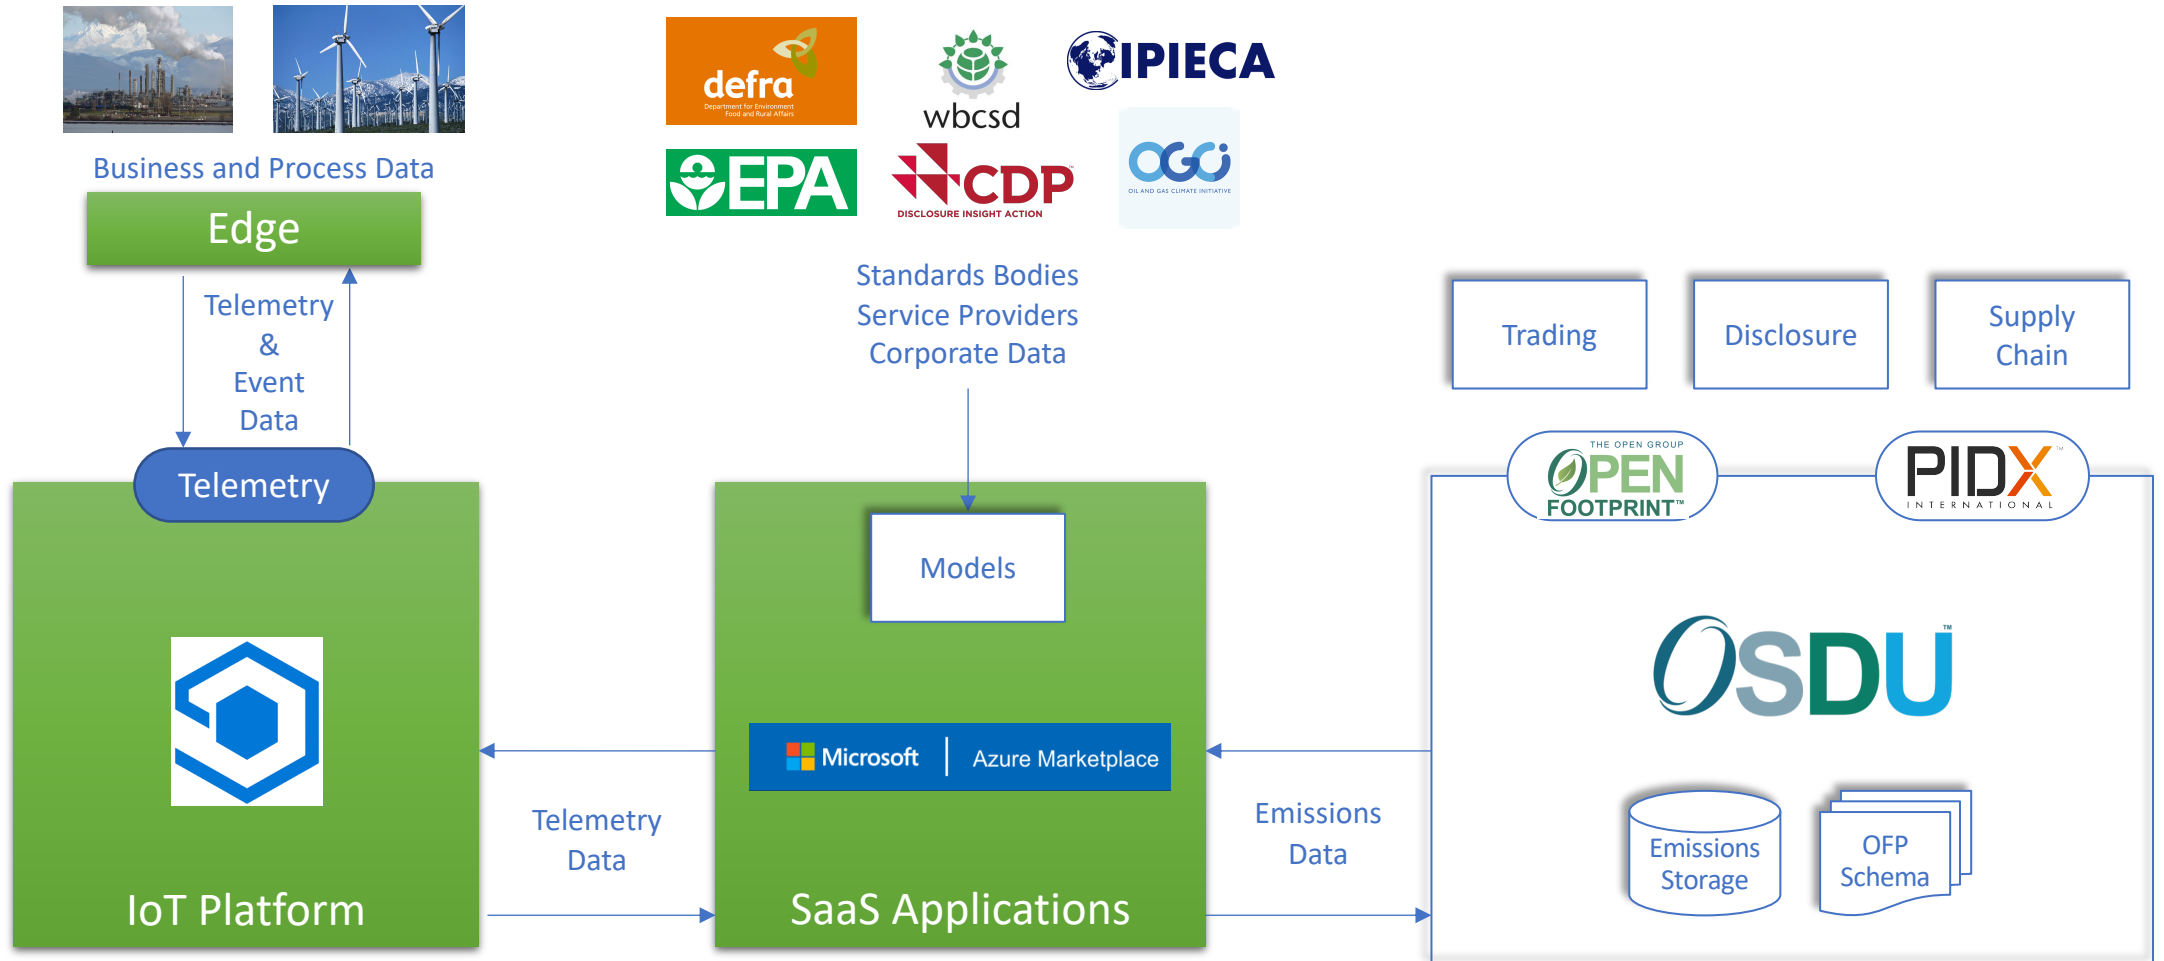 Business and Process Data
Edge
Telemetry
&
Event
Data
Telemetry
IoT Platform
defra
Department for Environment
Food and Rural Affairs
wbcsd
IPIECA
EPA
CDP
DISCLOSURE INSIGHT ACTION
OGCI
OIL AND GAS CLIMATE INITIATIVE
Standards Bodies
Service Providers
Corporate Data
Models
Microsoft | Azure Marketplace
SaaS Applications
Telemetry
Data
Emissions
Data
Trading
Disclosure
Supply
Chain
THE OPEN GROUP
OPEN
FOOTPRINT™
PIDX™
INTERNATIONAL
OSDU™
Emissions
Storage
OFP
Schema